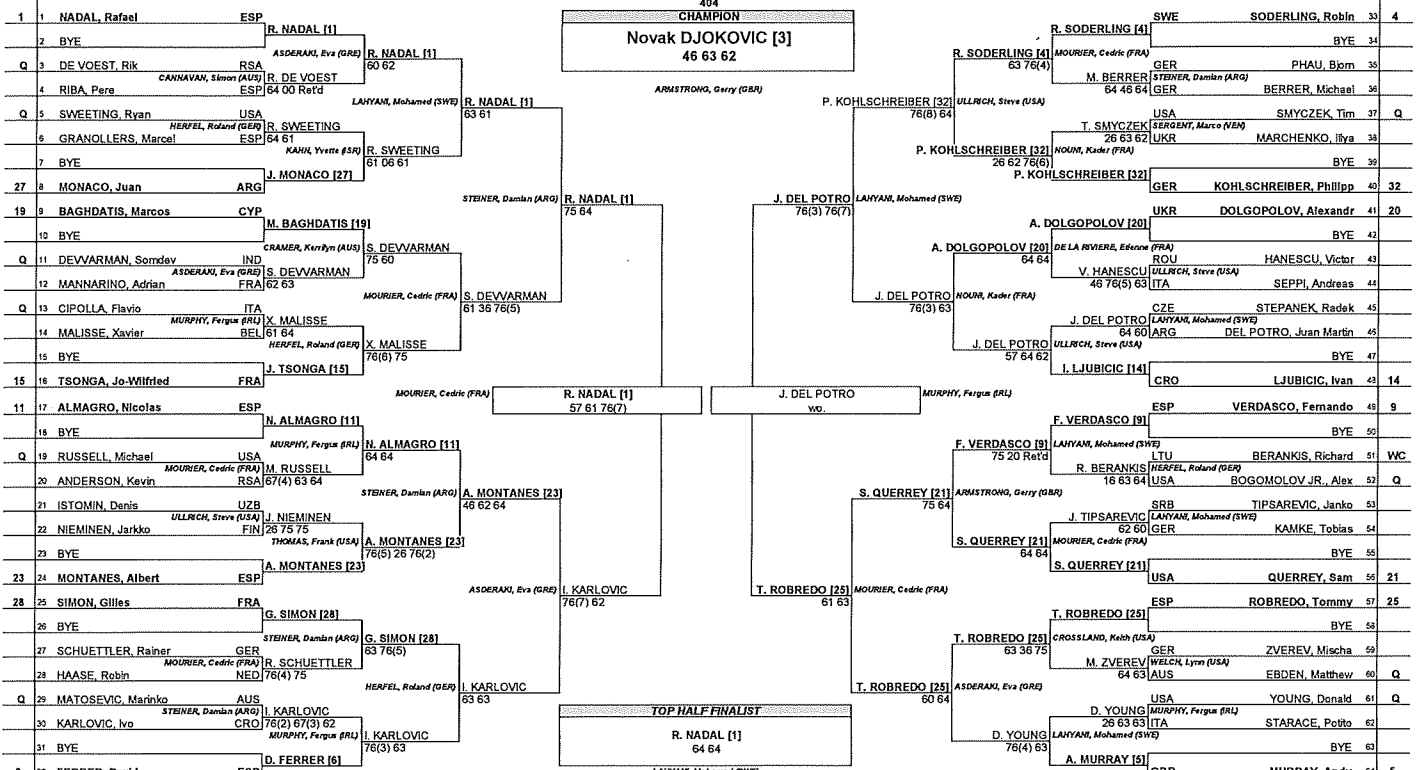 404
CHAMPION
Novak DJOKOVIC [3]
46 63 62
ARMSTRONG, Gerry (GBR)
1 1 NADAL, Rafael ESP
2 BYE
Q 3 DE VOEST, Rik RSA
4 RIBA, Pere ESP
Q 5 SWEETING, Ryan USA
6 GRANOLLERS, Marcel ESP
7 BYE
27 8 MONACO, Juan ARG
19 9 BAGHDATIS, Marcos CYP
10 BYE
Q 11 DEVVARMAN, Somdev IND
12 MANNARINO, Adrian FRA
Q 13 CIPOLLA, Flavio ITA
14 MALISSE, Xavier BEL
15 BYE
15 16 TSONGA, Jo-Wilfried FRA
11 17 ALMAGRO, Nicolas ESP
18 BYE
Q 19 RUSSELL, Michael USA
20 ANDERSON, Kevin RSA
21 ISTOMIN, Denis UZB
22 NIEMINEN, Jarkko FIN
23 BYE
23 24 MONTANES, Albert ESP
28 25 SIMON, Gilles FRA
26 BYE
27 SCHUETTLER, Rainer GER
28 HAASE, Robin NED
Q 29 MATOSEVIC, Marinko AUS
30 KARLOVIC, Ivo CRO
31 BYE
R. NADAL [1]
CANNAVAN, Simon (AUS) R. DE VOEST
64 00 Ret'd
HERFEL, Roland (GER) R. SWEETING
64 61
J. MONACO [27]
M. BAGHDATIS [19]
ASDERAKI, Eva (GRE) S. DEVVARMAN
62 63
MURPHY, Fergus (IRL) X. MALISSE
61 64
J. TSONGA [15]
N. ALMAGRO [11]
MOURIER, Cedric (FRA) M. RUSSELL
67(4) 63 64
ULLRICH, Steve (USA) J. NIEMINEN
26 75 75
A. MONTANES [23]
G. SIMON [28]
MOURIER, Cedric (FRA) R. SCHUETTLER
76(4) 75
STEINER, Damian (ARG) I. KARLOVIC
76(2) 67(3) 62
D. FERRER [6]
ASDERAKI, Eva (GRE) R. NADAL [1]
60 62
KAHN, Yvette (ISR) R. SWEETING
61 06 61
CRAMER, Kerrilyn (AUS) S. DEVVARMAN
75 60
HERFEL, Roland (GER) X. MALISSE
76(6) 75
MURPHY, Fergus (IRL) N. ALMAGRO [11]
64 64
THOMAS, Frank (USA) A. MONTANES [23]
76(5) 26 76(2)
STEINER, Damian (ARG) G. SIMON [28]
63 76(5)
MURPHY, Fergus (IRL) I. KARLOVIC
76(3) 63
LAHYANI, Mohamed (SWE) R. NADAL [1]
63 61
MOURIER, Cedric (FRA) S. DEVVARMAN
61 36 76(5)
STEINER, Damian (ARG) A. MONTANES [23]
46 62 64
HERFEL, Roland (GER) I. KARLOVIC
63 63
STEINER, Damian (ARG) R. NADAL [1]
75 64
ASDERAKI, Eva (GRE) I. KARLOVIC
76(7) 62
MOURIER, Cedric (FRA) R. NADAL [1]
57 61 76(7)
J. DEL POTRO MURPHY, Fergus (IRL)
wo.
TOP HALF FINALIST
R. NADAL [1]
64 64
J. DEL POTRO LAHYANI, Mohamed (SWE)
76(3) 76(7)
T. ROBREDO [25] MOURIER, Cedric (FRA)
61 63
P. KOHLSCHREIBER [32] ULLRICH, Steve (USA)
76(8) 64
J. DEL POTRO NOUNI, Kader (FRA)
76(3) 63
S. QUERREY [21] ARMSTRONG, Gerry (GBR)
75 64
T. ROBREDO [25] ASDERAKI, Eva (GRE)
60 64
R. SODERLING [4] MOURIER, Cedric (FRA)
63 76(4)
P. KOHLSCHREIBER [32] NOUNI, Kader (FRA)
26 62 76(6)
A. DOLGOPOLOV [20] DE LA RIVIERE, Etienne (FRA)
64 64
J. DEL POTRO ULLRICH, Steve (USA)
57 64 62
F. VERDASCO [9] LAHYANI, Mohamed (SWE)
75 20 Ret'd
S. QUERREY [21] MOURIER, Cedric (FRA)
64 64
T. ROBREDO [25] CROSSLAND, Keith (USA)
63 36 75
D. YOUNG LAHYANI, Mohamed (SWE)
76(4) 63
R. SODERLING [4]
M. BERRER STEINER, Damian (ARG)
64 46 64
T. SMYCZEK SERGENT, Marco (VEN)
26 63 62
P. KOHLSCHREIBER [32]
A. DOLGOPOLOV [20]
V. HANESCU ULLRICH, Steve (USA)
46 76(5) 63
J. DEL POTRO LAHYANI, Mohamed (SWE)
64 60
I. LJUBICIC [14]
F. VERDASCO [9]
R. BERANKIS HERFEL, Roland (GER)
16 63 64
J. TIPSAREVIC LAHYANI, Mohamed (SWE)
62 60
S. QUERREY [21]
T. ROBREDO [25]
M. ZVEREV WELCH, Lynn (USA)
64 63
D. YOUNG MURPHY, Fergus (IRL)
26 63 63
A. MURRAY [5]
SWE SODERLING, Robin 33 4
BYE 34
GER PHAU, Bjorn 35
GER BERRER, Michael 36
USA SMYCZEK, Tim 37 Q
UKR MARCHENKO, Illya 38
BYE 39
GER KOHLSCHREIBER, Philipp 40 32
UKR DOLGOPOLOV, Alexandr 41 20
BYE 42
ROU HANESCU, Victor 43
ITA SEPPI, Andreas 44
CZE STEPANEK, Radek 45
ARG DEL POTRO, Juan Martin 46
BYE 47
CRO LJUBICIC, Ivan 48 14
ESP VERDASCO, Fernando 49 9
BYE 50
LTU BERANKIS, Richard 51 WC
USA BOGOMOLOV JR., Alex 52 Q
SRB TIPSAREVIC, Janko 53
GER KAMKE, Tobias 54
BYE 55
USA QUERREY, Sam 56 21
ESP ROBREDO, Tommy 57 25
BYE 58
GER ZVEREV, Mischa 59
AUS EBDEN, Matthew 60 Q
USA YOUNG, Donald 61 Q
ITA STARACE, Potito 62
BYE 63